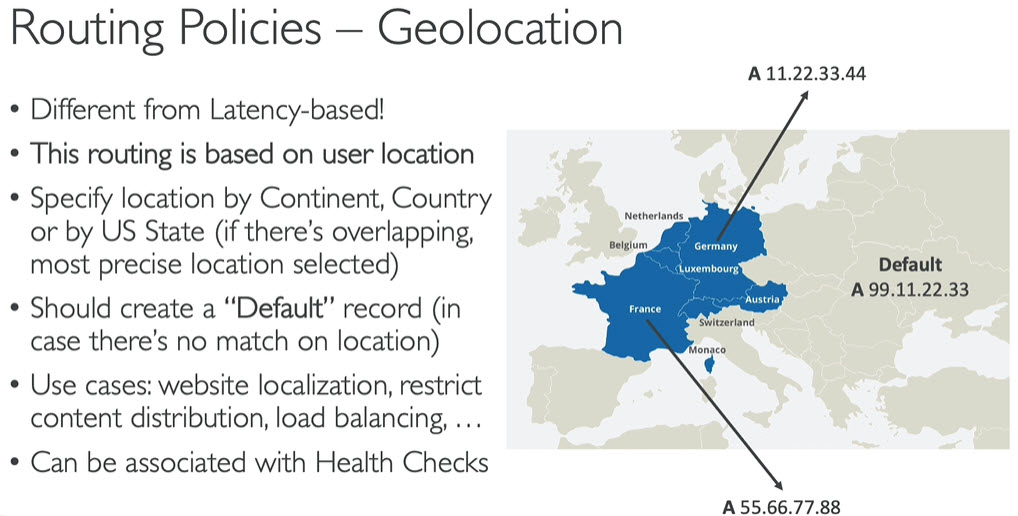 Routing Policies – Geolocation
• Different from Latency-based!
• This routing is based on user location
• Specify location by Continent, Country
or by US State (if there's overlapping,
most precise location selected)
• Should create a “Default” record (in
case there's no match on location)
• Use cases: website localization, restrict
content distribution, load balancing, …
• Can be associated with Health Checks
A 11.22.33.44
Netherlands
Belgium
Germany
Luxembourg
Default
A 99.11.22.33
Austria
France
Switzerland
Monaco
A 55.66.77.88